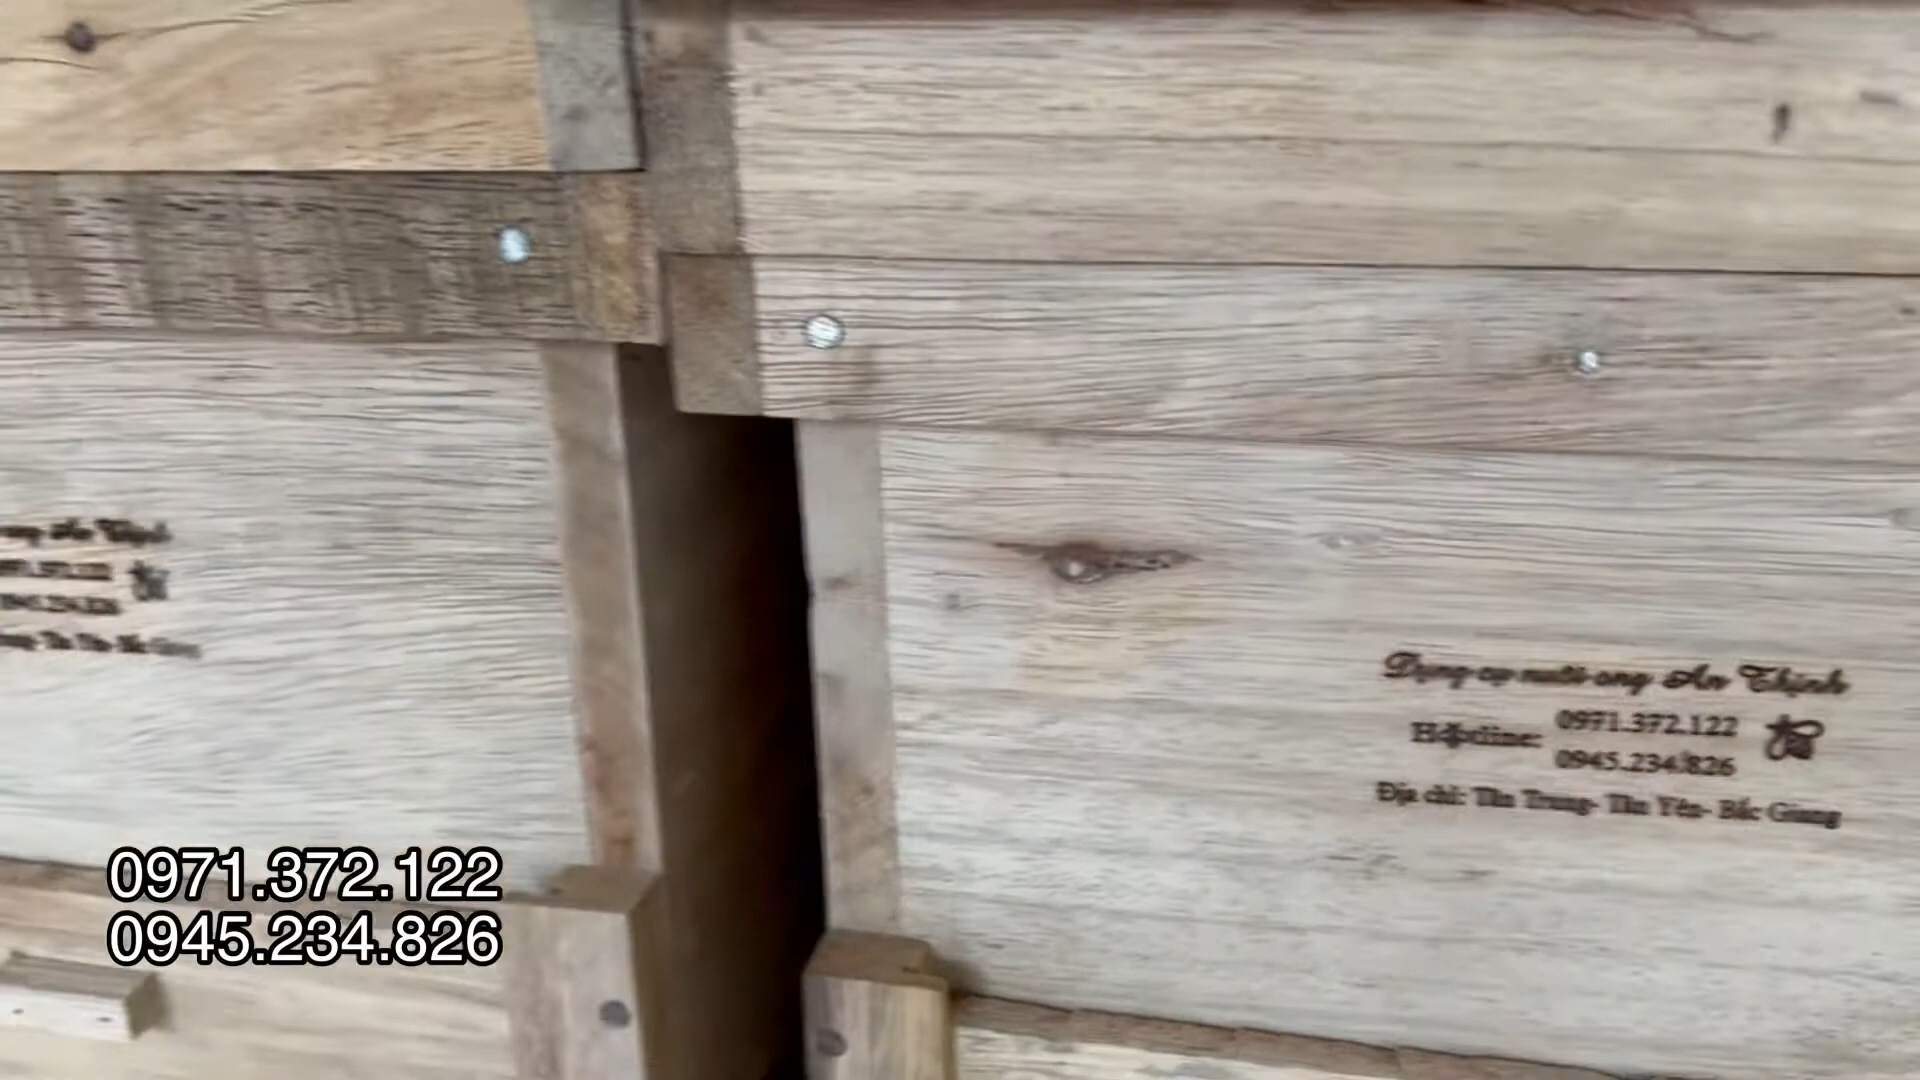 Dụng cụ nuôi ong An Thịnh
Hotline: 0971.372.122
0945.234.826
Địa chỉ: Tân Trung- Tân Yên- Bắc Giang
0971.372.122
0945.234.826